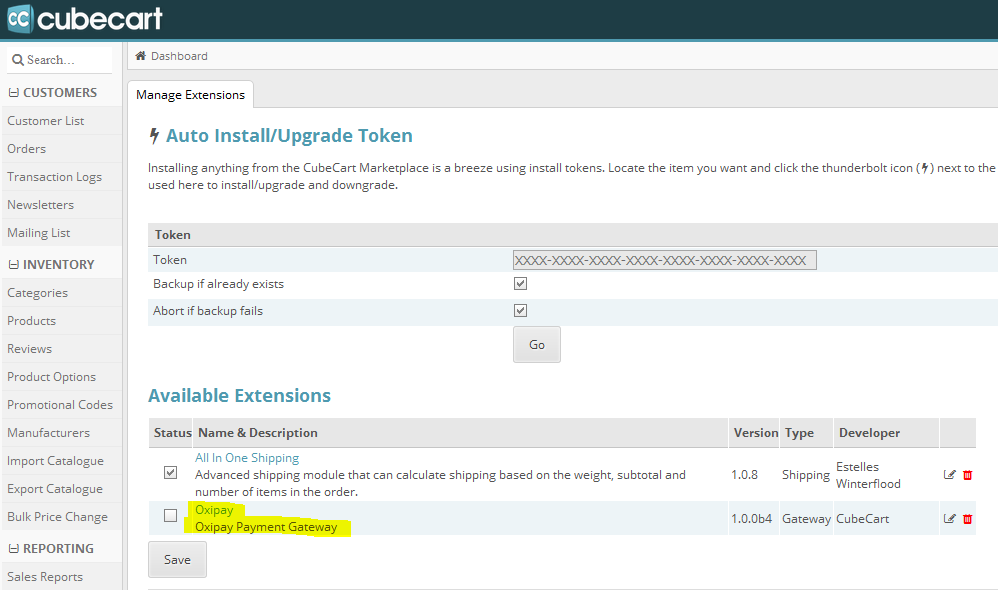 cc cubecart
Search...
Dashboard
CUSTOMERS
Customer List
Orders
Transaction Logs
Newsletters
Mailing List
INVENTORY
Categories
Products
Reviews
Product Options
Promotional Codes
Manufacturers
Import Catalogue
Export Catalogue
Bulk Price Change
REPORTING
Sales Reports
Manage Extensions
Auto Install/Upgrade Token
Installing anything from the CubeCart Marketplace is a breeze using install tokens. Locate the item you want and click the thunderbolt icon ( ) next to the
used here to install/upgrade and downgrade.
Token
Token XXXX-XXXX-XXXX-XXXX-XXXX-XXXX-XXXX-XXXX
Backup if already exists
Abort if backup fails
Go
Available Extensions
Status Name & Description Version Type Developer
All In One Shipping
Advanced shipping module that can calculate shipping based on the weight, subtotal and
number of items in the order.
1.0.8 Shipping Estelles
Winterflood
Oxipay
Oxipay Payment Gateway
1.0.0b4 Gateway CubeCart
Save